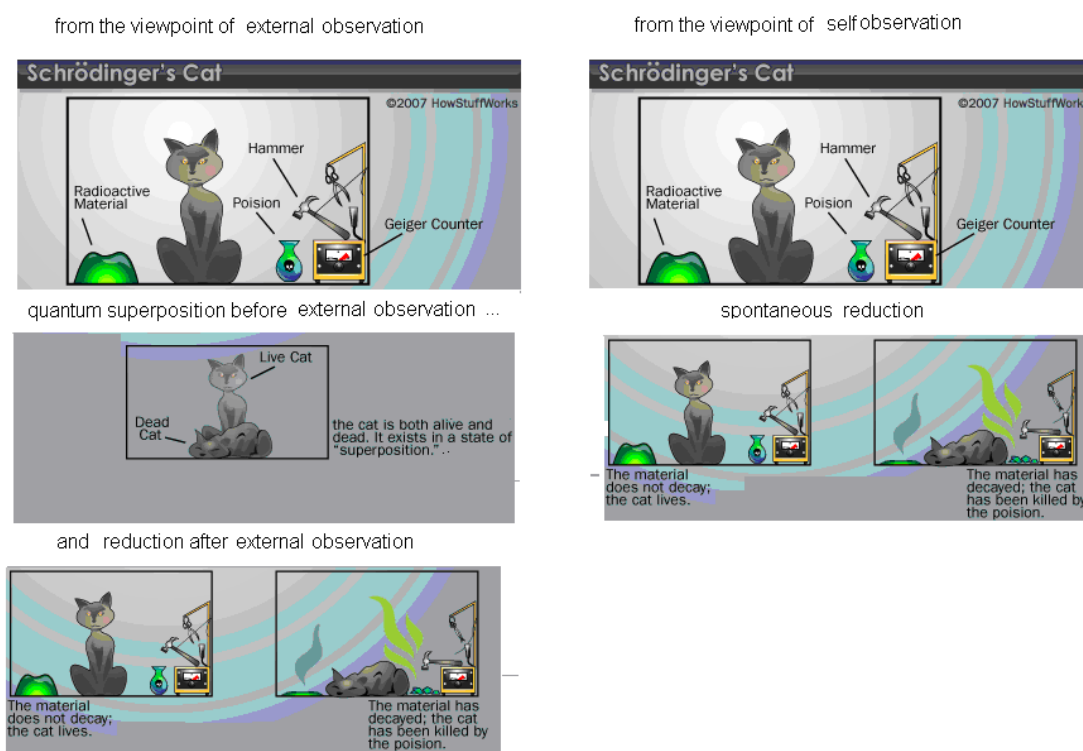 from the viewpoint of external observation
from the viewpoint of selfobservation
Schrödinger's Cat
©2007 HowStuffWorks
Hammer
Radioactive
Material
Poision
Geiger Counter
Schrödinger's Cat
©2007 HowStuffWorks
Hammer
Radioactive
Material
Poision
Geiger Counter
quantum superposition before external observation ...
spontaneous reduction
Live Cat
Dead
Cat
the cat is both alive and
dead. It exists in a state of
"superposition."..
The material
does not decay;
the cat lives.
The material has
decayed; the cat
has been killed by
the poision.
and reduction after external observation
The material
does not decay;
the cat lives.
The material has
decayed; the cat
has been killed by
the poision.